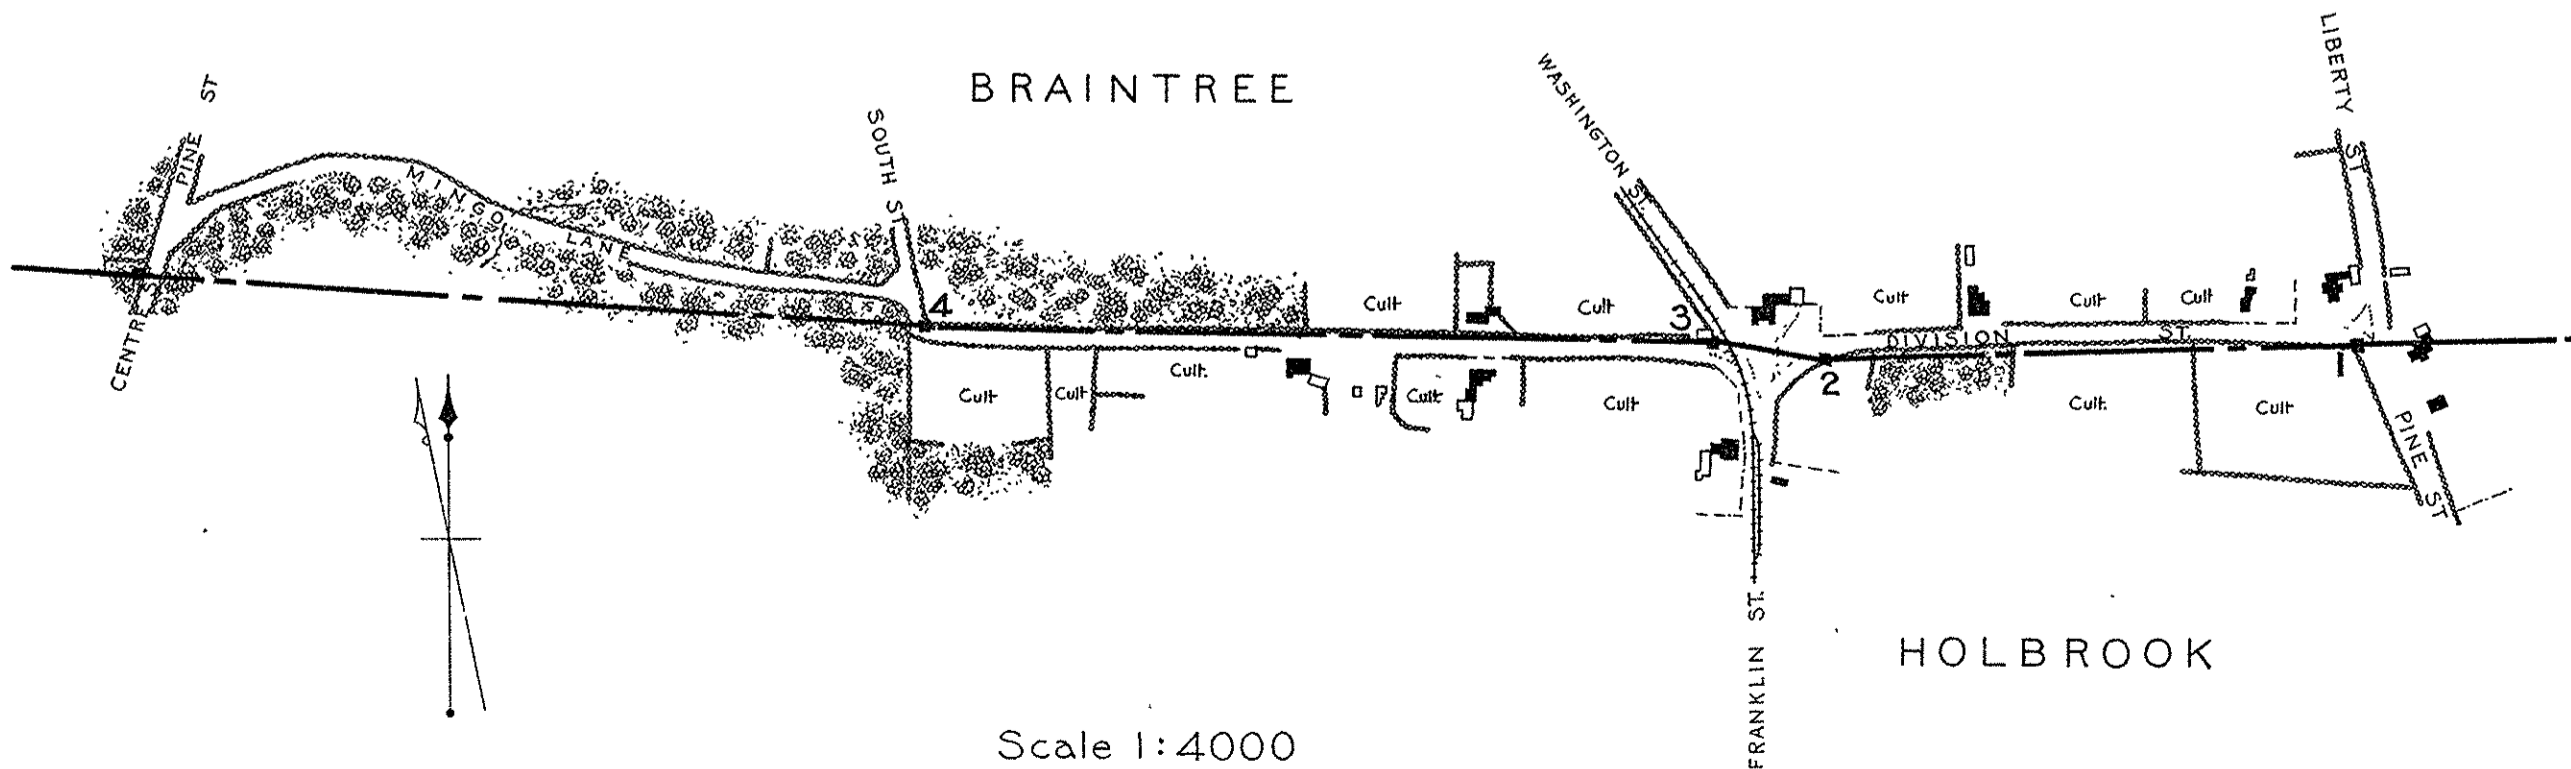 BRAINTREE
LIBERTY ST
WASHINGTON ST.
SOUTH ST
PINE ST
MINGO LANE
CENTRE ST
4
3
2
1
Cult
Cult
Cult
Cult
Cult
DIVISION ST.
Cult
Cult
Cult.
Cult
Cult
Cult.
Cult
PINE ST
FRANKLIN ST.
HOLBROOK
Scale 1:4000